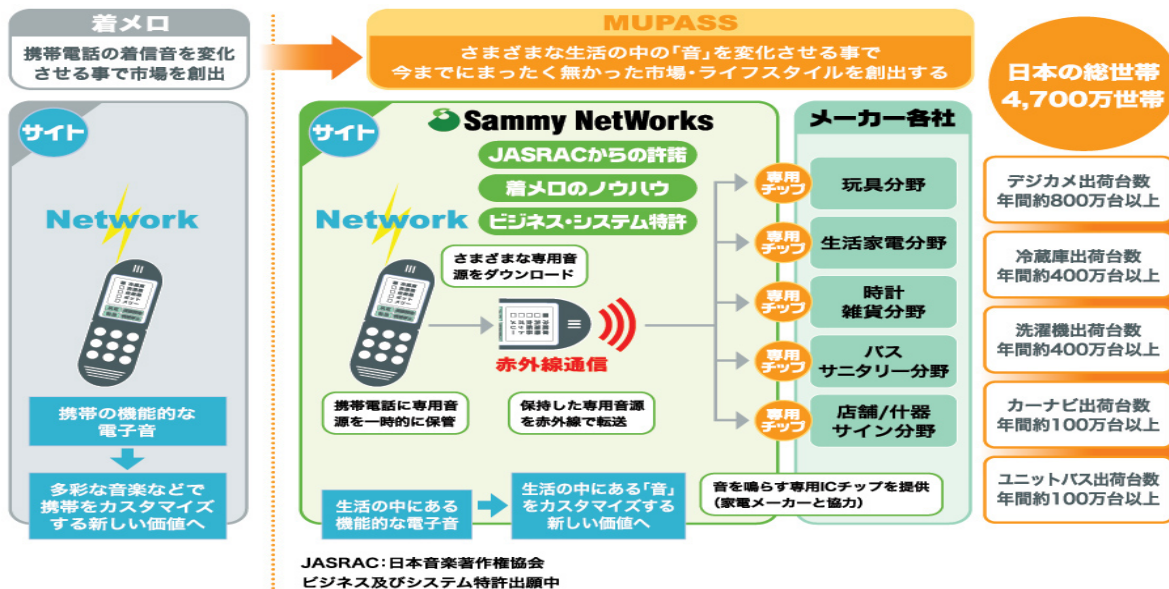 着メロ
携帯電話の着信音を変化
させる事で市場を創出
サイト
Network
携帯の機能的な
電子音
多彩な音楽などで
携帯をカスタマイズ
する新しい価値へ
MUPASS
さまざまな生活の中の「音」を変化させる事で
今までにまったく無かった市場・ライフスタイルを創出する
サイト
Sammy NetWorks
JASRACからの許諾
着メロのノウハウ
ビジネス・システム特許
Network
さまざまな専用音
源をダウンロード
赤外線通信
携帯電話に専用音
源を一時的に保管
保持した専用音源
を赤外線で転送
生活の中にある
機能的な電子音
生活の中にある「音」
をカスタマイズする
新しい価値へ
メーカー各社
専用
チップ
玩具分野
専用
チップ
生活家電分野
専用
チップ
時計
雑貨分野
専用
チップ
バス
サニタリー分野
専用
チップ
店舗/什器
サイン分野
音を鳴らす専用ICチップを提供
(家電メーカーと協力)
日本の総世帯
4,700万世帯
デジカメ出荷台数
年間約800万台以上
冷蔵庫出荷台数
年間約400万台以上
洗濯機出荷台数
年間約400万台以上
カーナビ出荷台数
年間約100万台以上
ユニットバス出荷台数
年間約100万台以上
JASRAC:日本音楽著作権協会
ビジネス及びシステム特許出願中